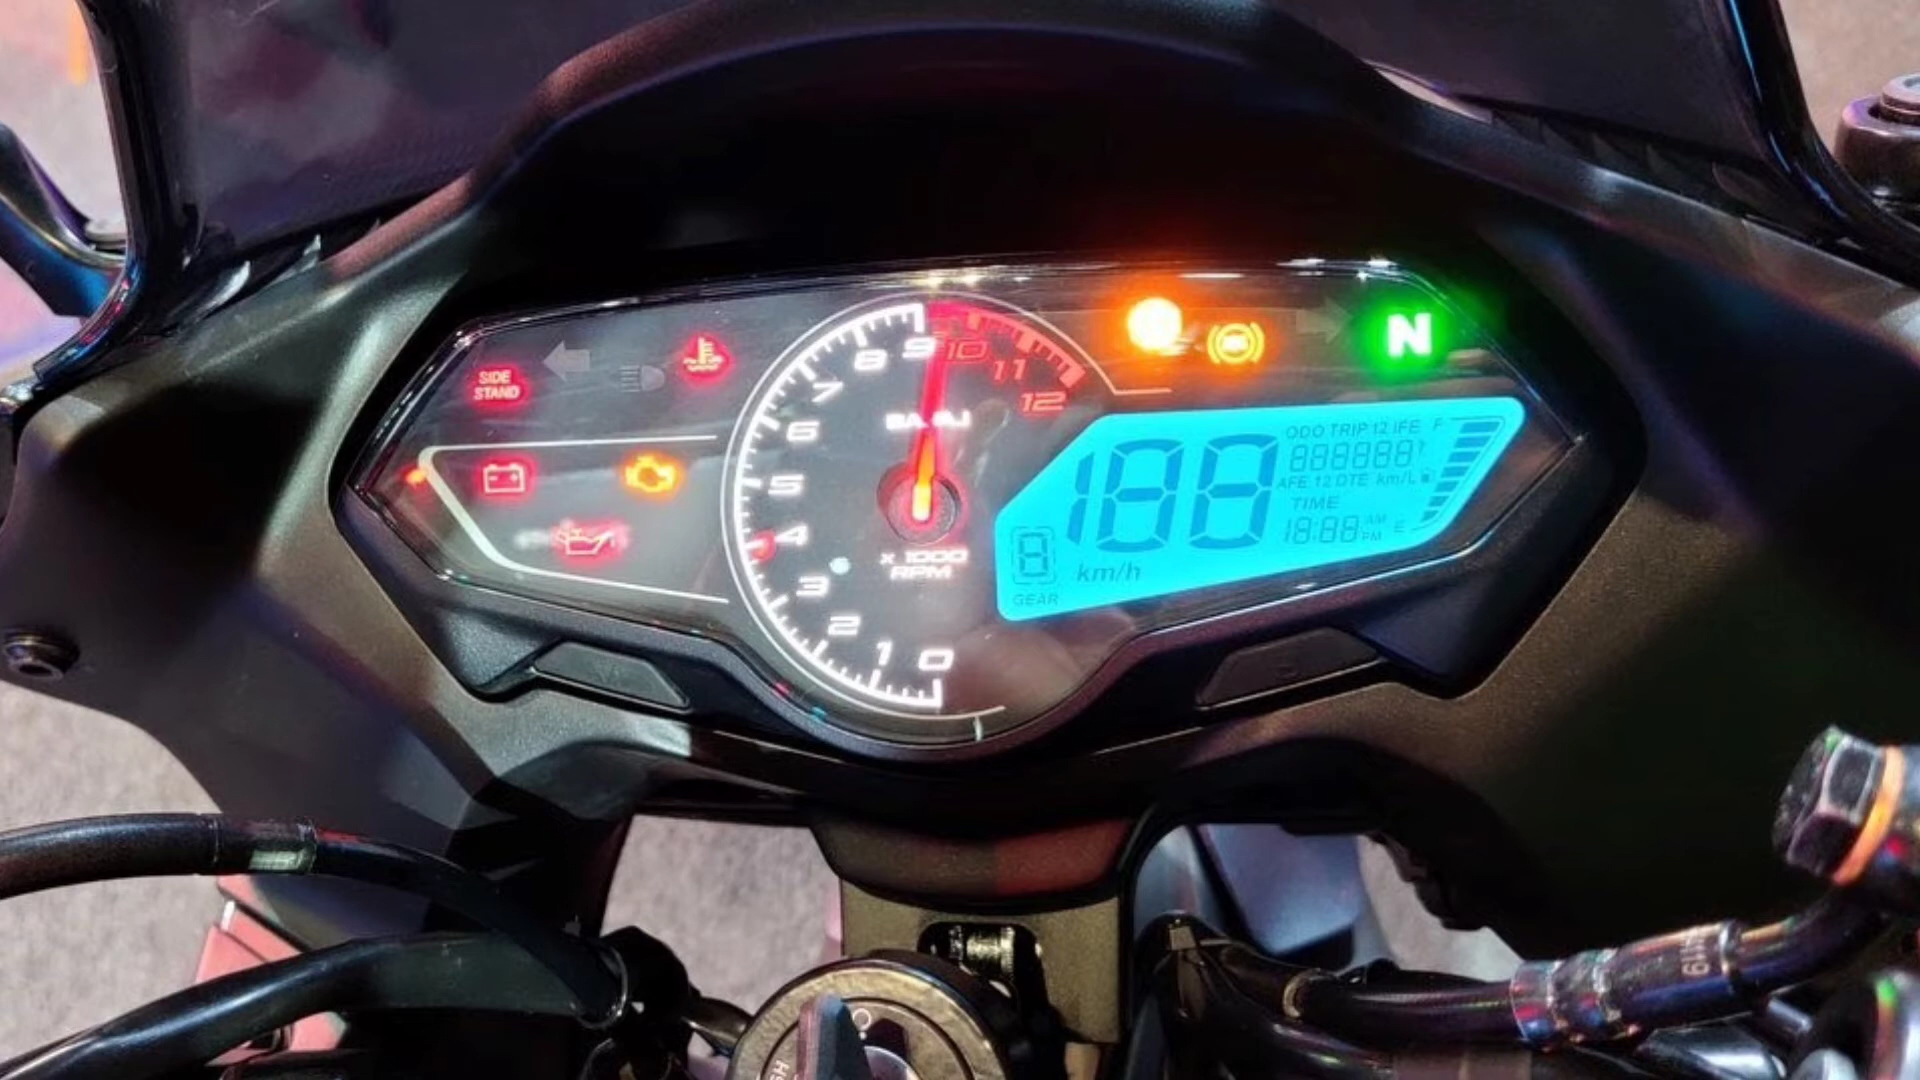 SIDE
STAND
N
9
10
8
11
7
12
6
BAJAJ
ODO TRIP 12 IFE F
188
888888
5
AFE 12 DTE km/L
TIME
4
18:88 AM
PM E
x 1000
RPM
8
km/h
3
GEAR
2
1
0
19